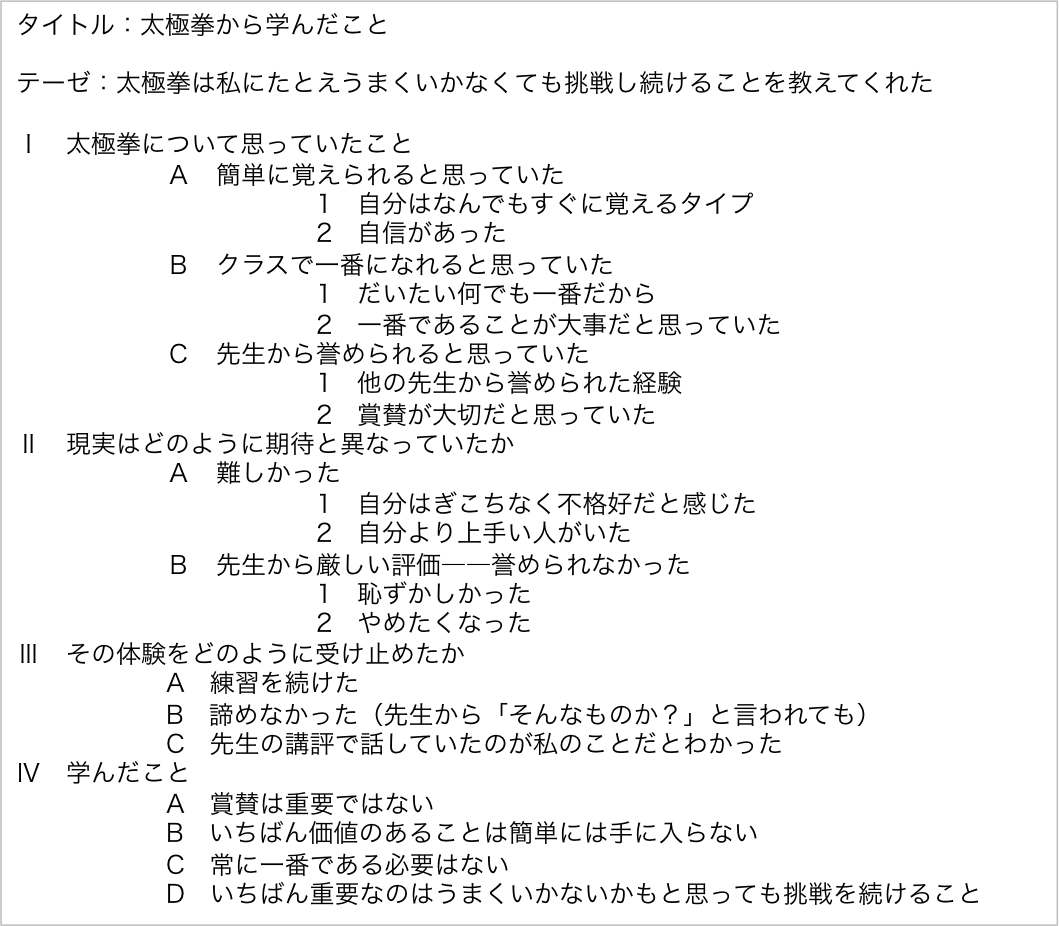 タイトル：太極拳から学んだこと
テーゼ：太極拳は私にたとえうまくいかなくても挑戦し続けることを教えてくれた
Ⅰ　太極拳について思っていたこと
A　簡単に覚えられると思っていた
1　自分はなんでもすぐに覚えるタイプ
2　自信があった
B　クラスで一番になれると思っていた
1　だいたい何でも一番だから
2　一番であることが大事だと思っていた
C　先生から誉められると思っていた
1　他の先生から誉められた経験
2　賞賛が大切だと思っていた
Ⅱ　現実はどのように期待と異なっていたか
A　難しかった
1　自分はぎこちなく不格好だと感じた
2　自分より上手い人がいた
B　先生から厳しい評価――誉められなかった
1　恥ずかしかった
2　やめたくなった
Ⅲ　その体験をどのように受け止めたか
A　練習を続けた
B　諦めなかった（先生から「そんなものか？」と言われても）
C　先生の講評で話していたのが私のことだとわかった
Ⅳ　学んだこと
A　賞賛は重要ではない
B　いちばん価値のあることは簡単には手に入らない
C　常に一番である必要はない
D　いちばん重要なのはうまくいかないかもと思っても挑戦を続けること